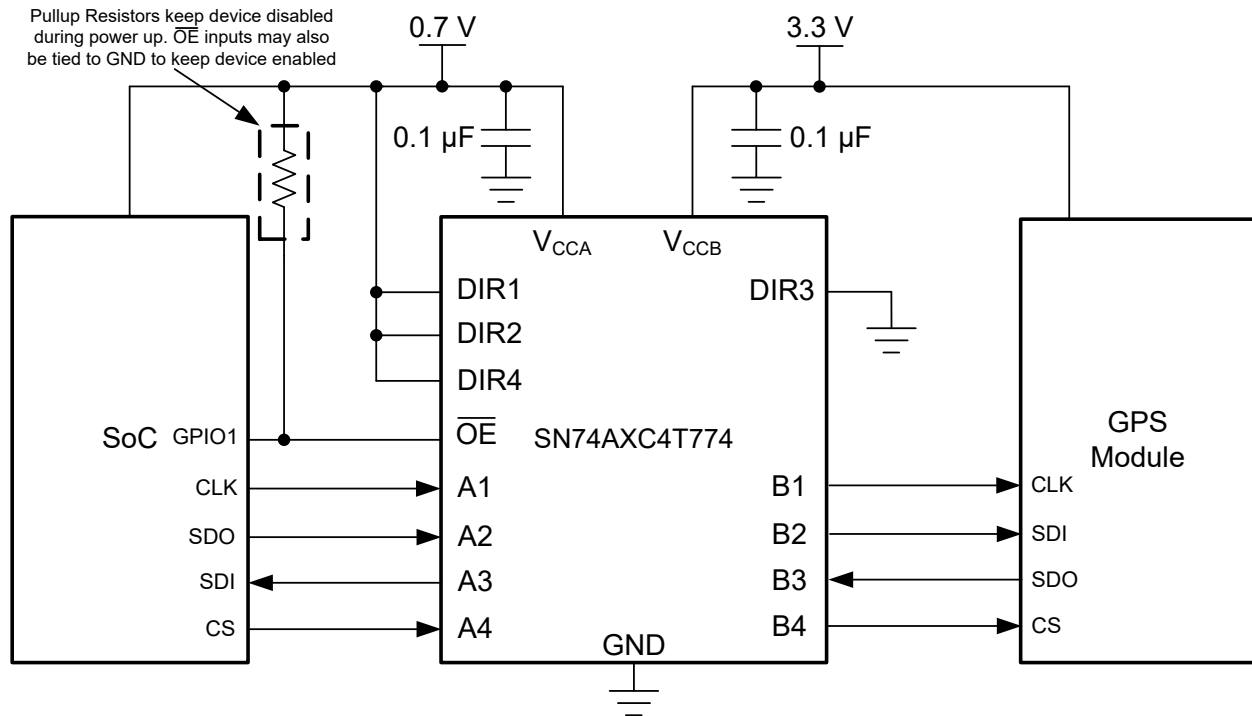 Pullup Resistors keep device disabled
during power up. OE inputs may also
be tied to GND to keep device enabled
0.7 V
3.3 V
0.1 µF
0.1 µF
VCCA
VCCB
DIR1
DIR3
DIR2
DIR4
SoC
GPIO1
OE
SN74AXC4T774
GPS
Module
CLK
A1
B1
CLK
SDO
A2
B2
SDI
SDI
A3
B3
SDO
CS
A4
B4
CS
GND